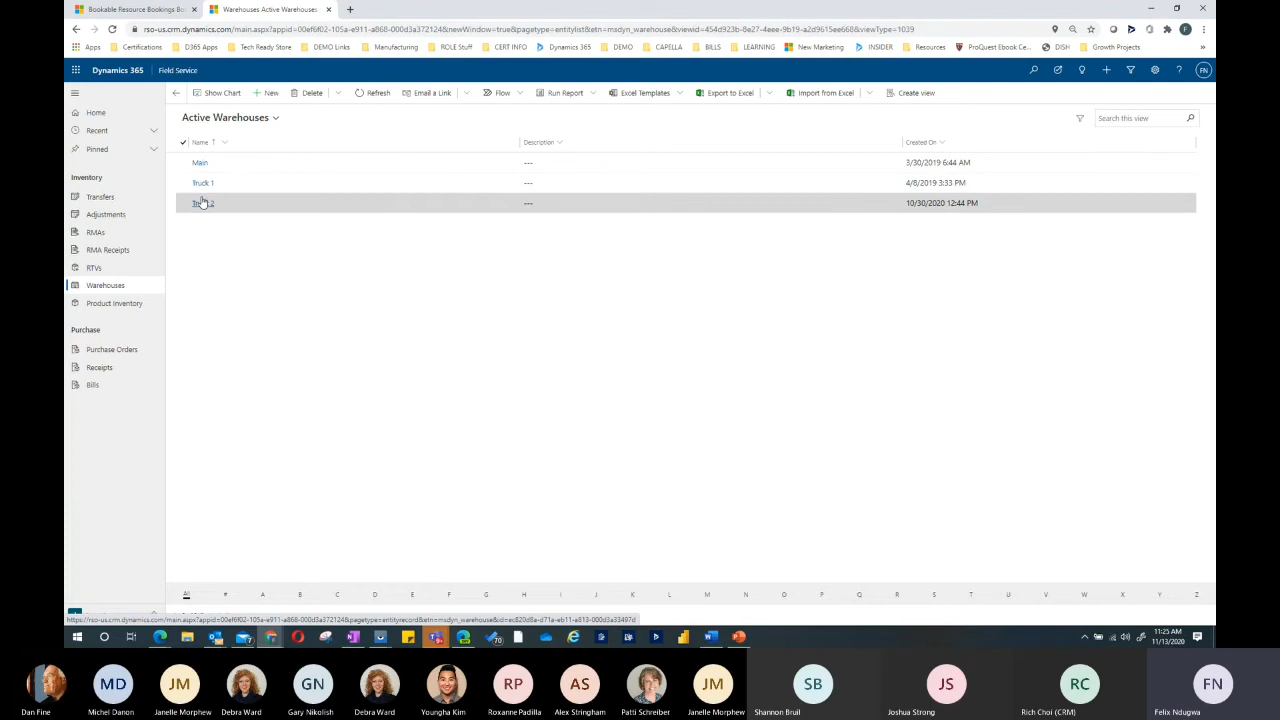 Bookable Resource Bookings Bo
Warehouses Active Warehouses
rso-us.crm.dynamics.com/main.aspx?appid=00ef6f02-105a-e911-a868-000d3a372124&newWindow=true&pagetype=entitylist&etn=msdyn_warehouse&viewid=454d923b-8e27-4eee-9b19-a2d9615ee668&viewType=1039
Apps Certifications D365 Apps Tech Ready Store DEMO Links Manufacturing ROLE Stuff CERT INFO Dynamics 365 DEMO CAPELLA BILLS LEARNING New Marketing INSIDER Resources ProQuest Ebook Ce... DISH Growth Projects »
Dynamics 365 Field Service FN
Show Chart New Delete Refresh Email a Link Flow Run Report Excel Templates Export to Excel Import from Excel Create view
Home
Recent
Pinned
Inventory
Transfers
Adjustments
RMAs
RMA Receipts
RTVs
Warehouses
Product Inventory
Purchase
Purchase Orders
Receipts
Bills
Active Warehouses
Search this view
Name Description Created On
Main --- 3/30/2019 6:44 AM
Truck 1 --- 4/8/2019 3:33 PM
--- 10/30/2020 12:44 PM
All # A B C D E F G H I J K L M N O P Q R S T U V W X Y Z
11:25 AM
11/13/2020
MD JM GN RP AS JM SB JS RC FN
Dan Fine Michel Danon Janelle Morphew Debra Ward Gary Nikolish Debra Ward Youngha Kim Roxanne Padilla Alex Stringham Patti Schreiber Janelle Morphew Shannon Bruil Joshua Strong Rich Choi (CRM) Felix Ndugwa